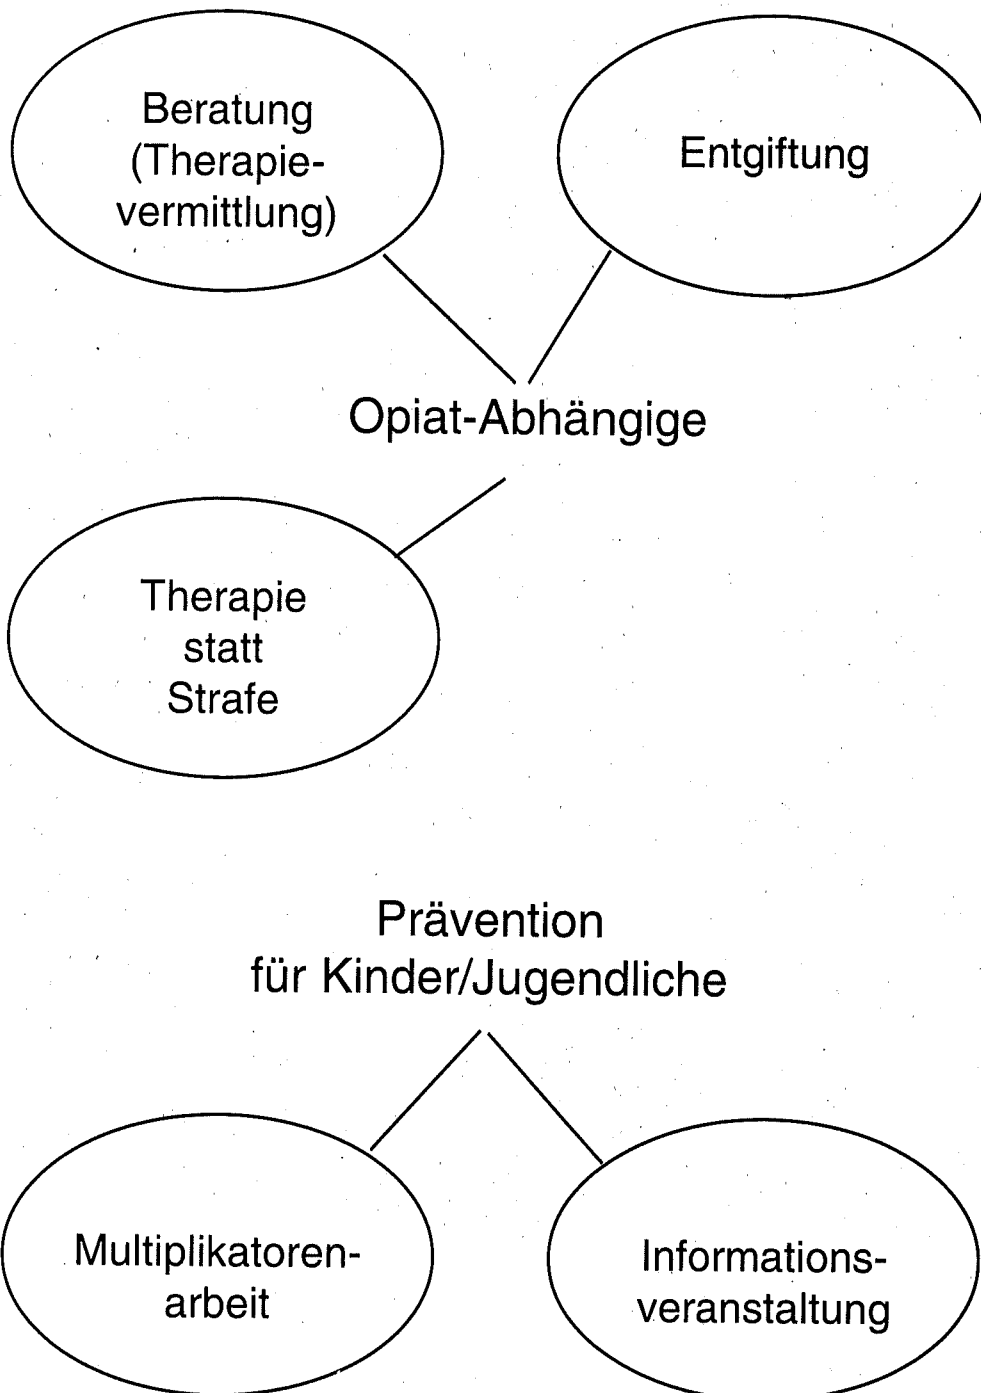 Beratung
(Therapie-
vermittlung)
Entgiftung
Opiat-Abhängige
Therapie
statt
Strafe
Prävention
für Kinder/Jugendliche
Multiplikatoren-
arbeit
Informations-
veranstaltung